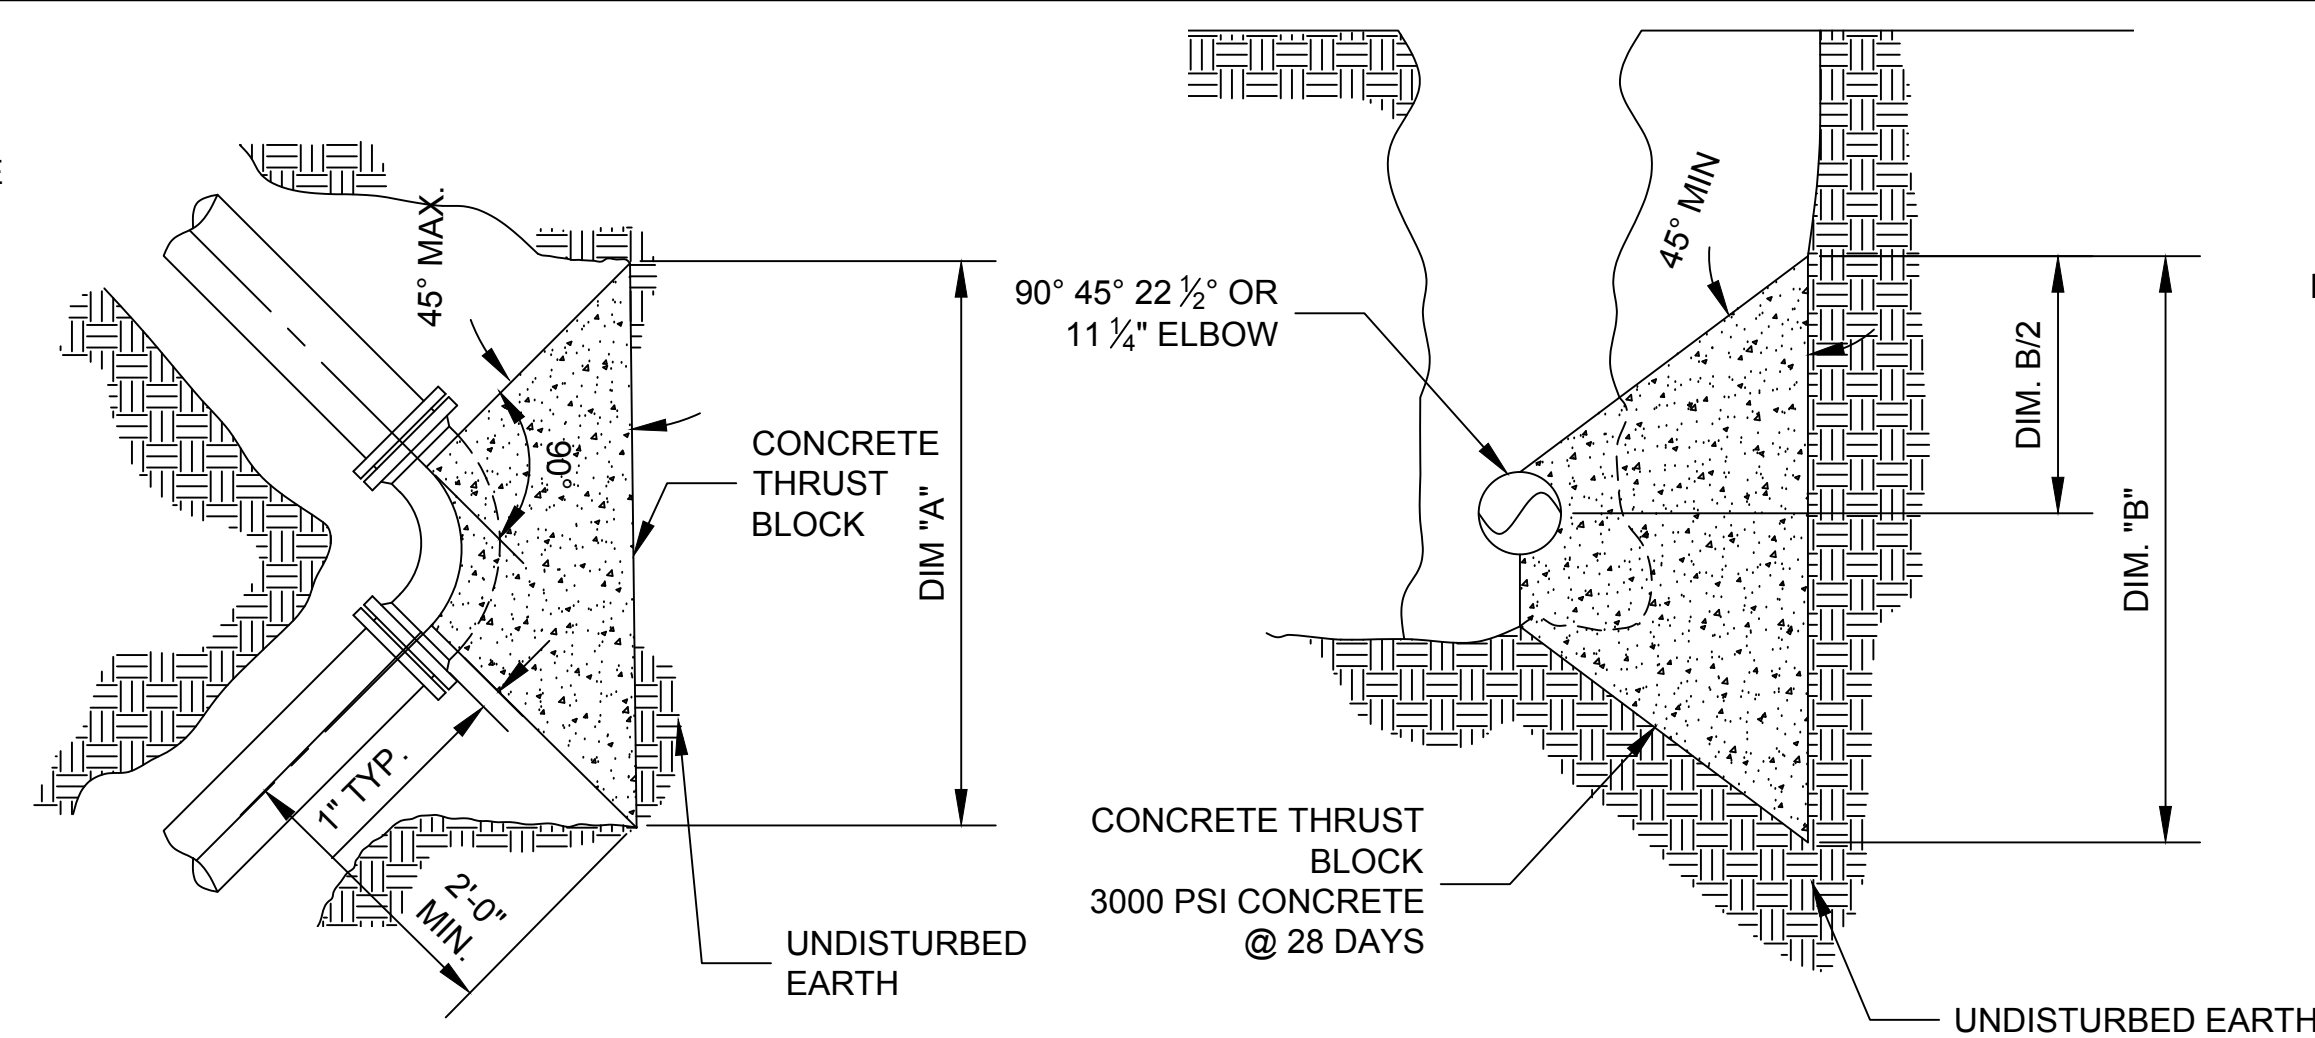 45° MAX.
90°
CONCRETE
THRUST
BLOCK
DIM "A"
1" TYP.
2'-0"
MIN.
UNDISTURBED
EARTH
90° 45° 22 ½° OR
11 ¼" ELBOW
45° MIN
DIM. B/2
DIM. "B"
CONCRETE THRUST
BLOCK
3000 PSI CONCRETE
@ 28 DAYS
UNDISTURBED EARTH